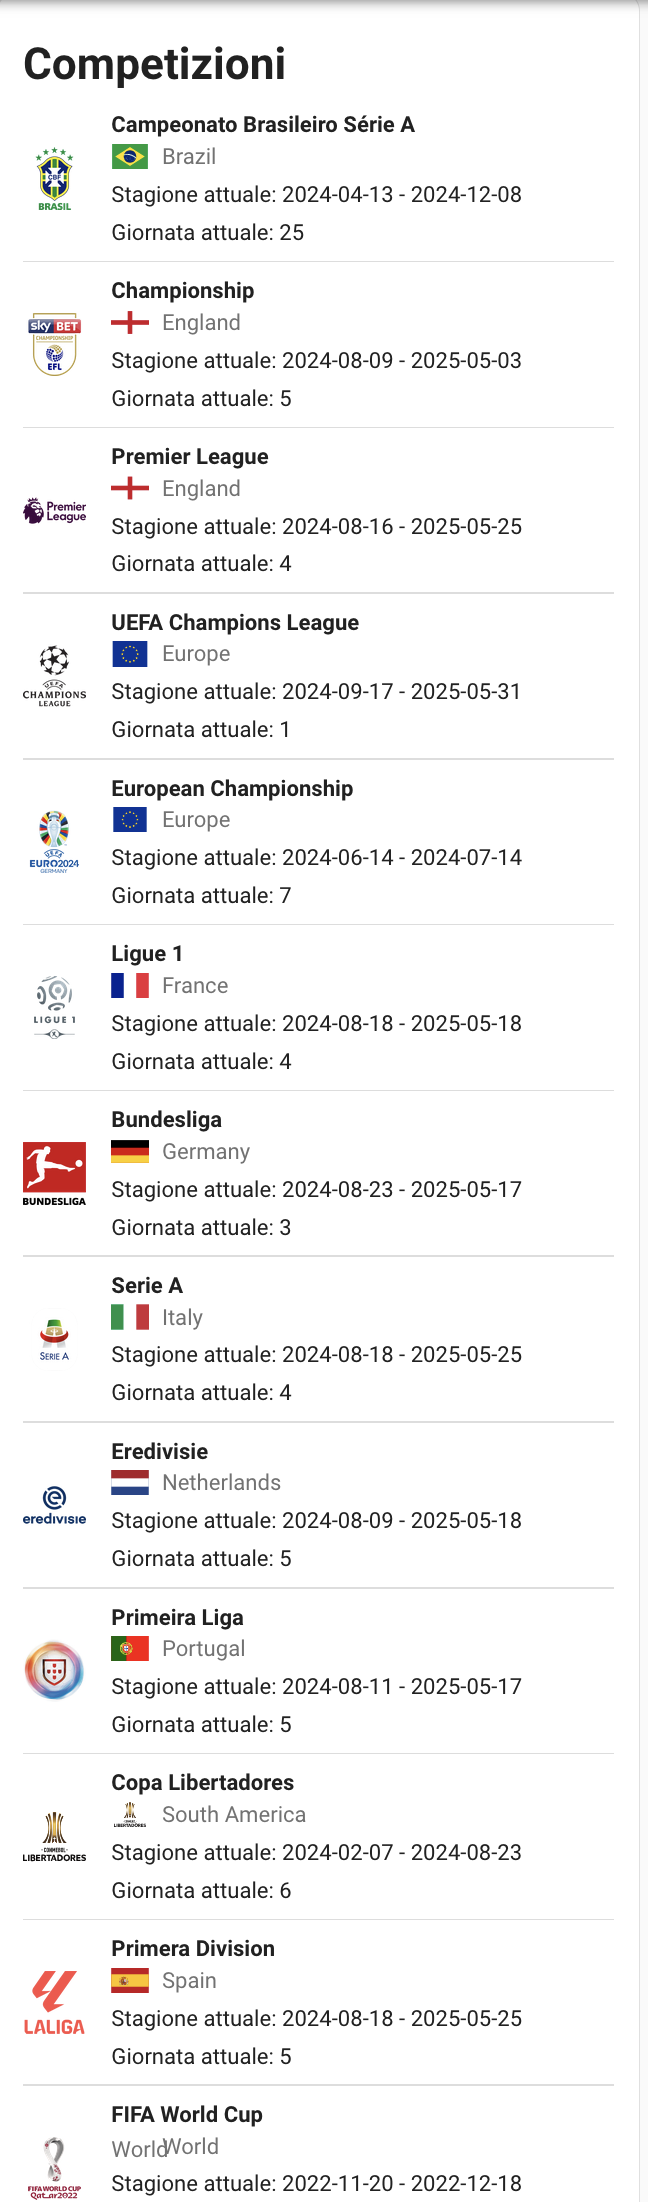 Competizioni
Campeonato Brasileiro Série A
CBF
BRASIL
Brazil
Stagione attuale: 2024-04-13 - 2024-12-08
Giornata attuale: 25
Championship
sky BET
CHAMPIONSHIP
EFL
England
Stagione attuale: 2024-08-09 - 2025-05-03
Giornata attuale: 5
Premier League
England
Premier
League
Stagione attuale: 2024-08-16 - 2025-05-25
Giornata attuale: 4
UEFA Champions League
Europe
UEFA
CHAMPIONS
LEAGUE
Stagione attuale: 2024-09-17 - 2025-05-31
Giornata attuale: 1
European Championship
Europe
UEFA
EURO2024
GERMANY
Stagione attuale: 2024-06-14 - 2024-07-14
Giornata attuale: 7
Ligue 1
France
LIGUE 1
Stagione attuale: 2024-08-18 - 2025-05-18
Giornata attuale: 4
Bundesliga
Germany
BUNDESLIGA
Stagione attuale: 2024-08-23 - 2025-05-17
Giornata attuale: 3
Serie A
Italy
SERIE A
Stagione attuale: 2024-08-18 - 2025-05-25
Giornata attuale: 4
Eredivisie
Netherlands
eredivisie
Stagione attuale: 2024-08-09 - 2025-05-18
Giornata attuale: 5
Primeira Liga
Portugal
Stagione attuale: 2024-08-11 - 2025-05-17
Giornata attuale: 5
Copa Libertadores
LIBERTADORES
South America
CONMEBOL
LIBERTADORES
Stagione attuale: 2024-02-07 - 2024-08-23
Giornata attuale: 6
Primera Division
Spain
LALIGA
Stagione attuale: 2024-08-18 - 2025-05-25
Giornata attuale: 5
FIFA World Cup
World World
FIFA WORLD CUP
Qatar2022
Stagione attuale: 2022-11-20 - 2022-12-18